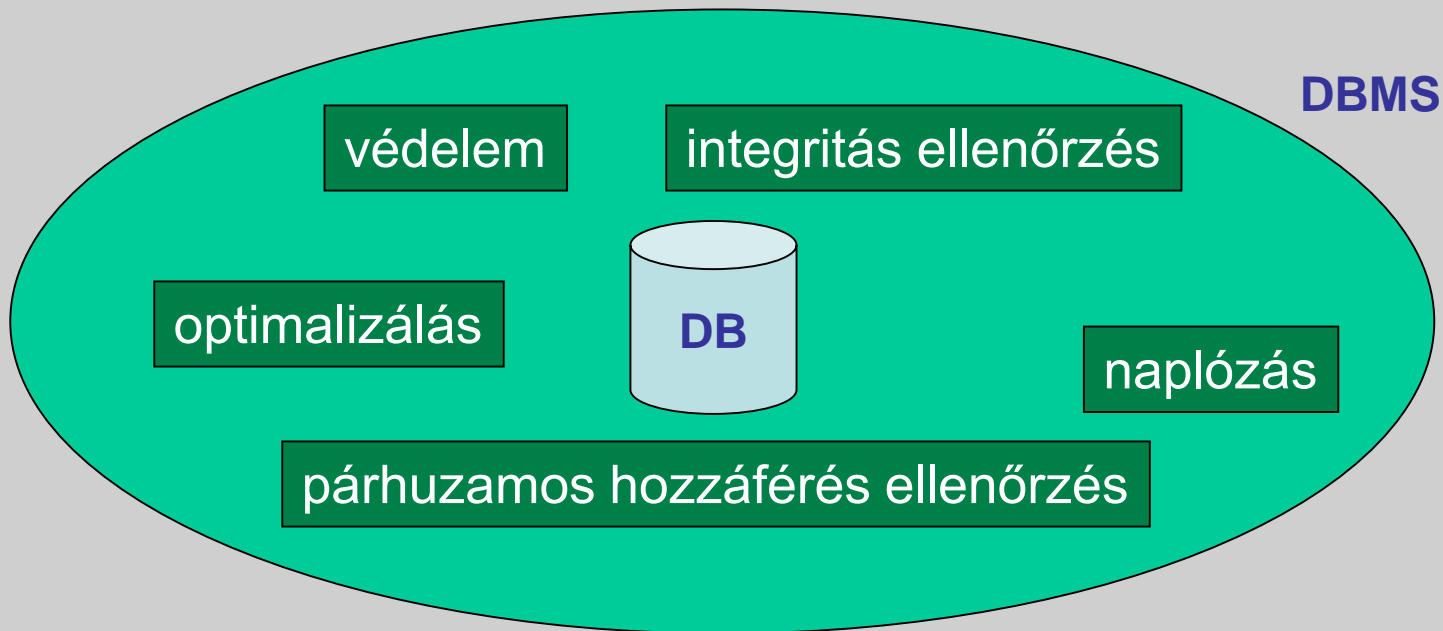 DBMS
védelem
integritás ellenőrzés
optimalizálás
DB
naplózás
párhuzamos hozzáférés ellenőrzés